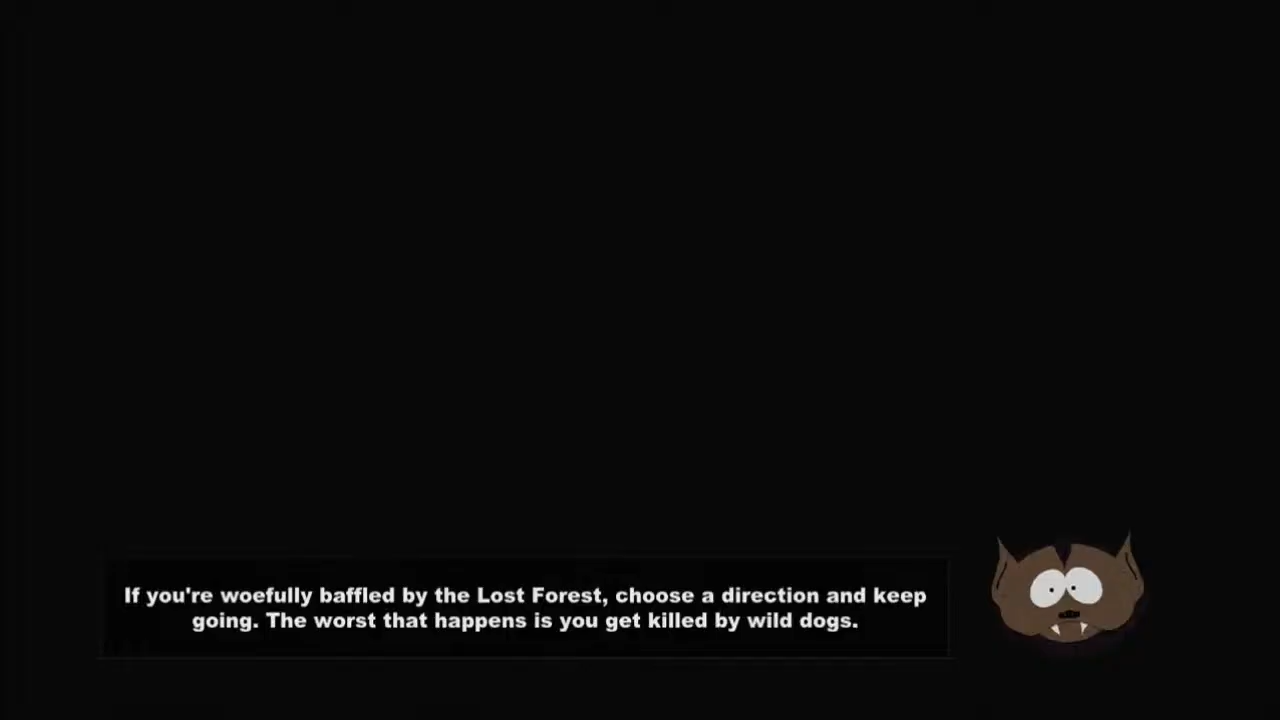 If you're woefully baffled by the Lost Forest, choose a direction and keep
going. The worst that happens is you get killed by wild dogs.